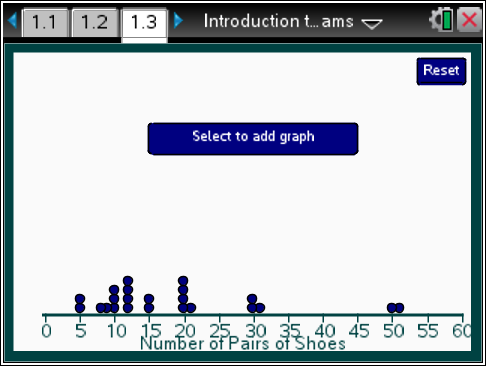 1.1 1.2 1.3 Introduction t...ams
Reset
Select to add graph
0 5 10 15 20 25 30 35 40 45 50 55 60
Number of Pairs of Shoes